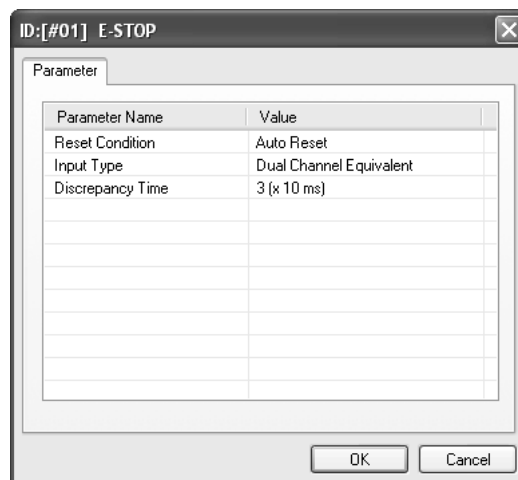 ID:[#01] E-STOP
Parameter
Parameter Name Value
Reset Condition Auto Reset
Input Type Dual Channel Equivalent
Discrepancy Time 3 (x 10 ms)
OK Cancel